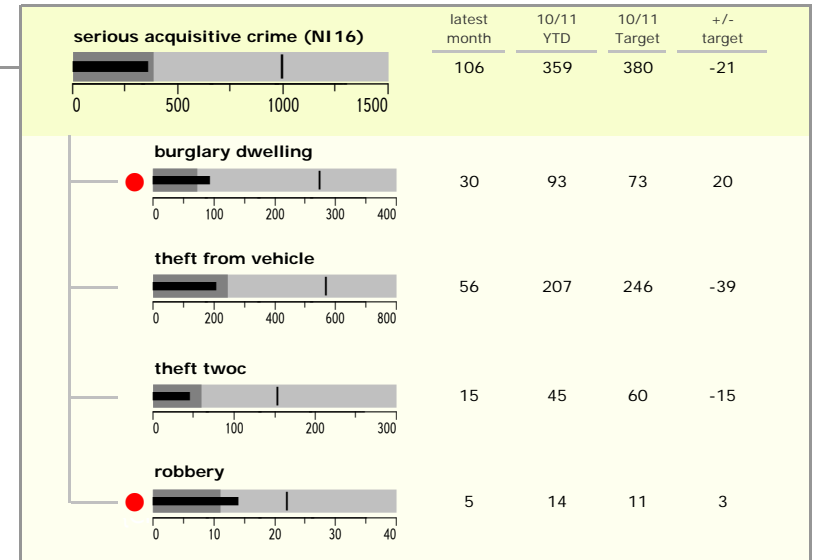 latest 10/11 10/11 +/-
month YTD Target target
serious acquisitive crime (NI16)
106 359 380 -21
0 500 1000 1500
burglary dwelling
30 93 73 20
0 100 200 300 400
theft from vehicle
56 207 246 -39
0 200 400 600 800
theft twoc
15 45 60 -15
0 100 200 300
robbery
5 14 11 3
0 10 20 30 40